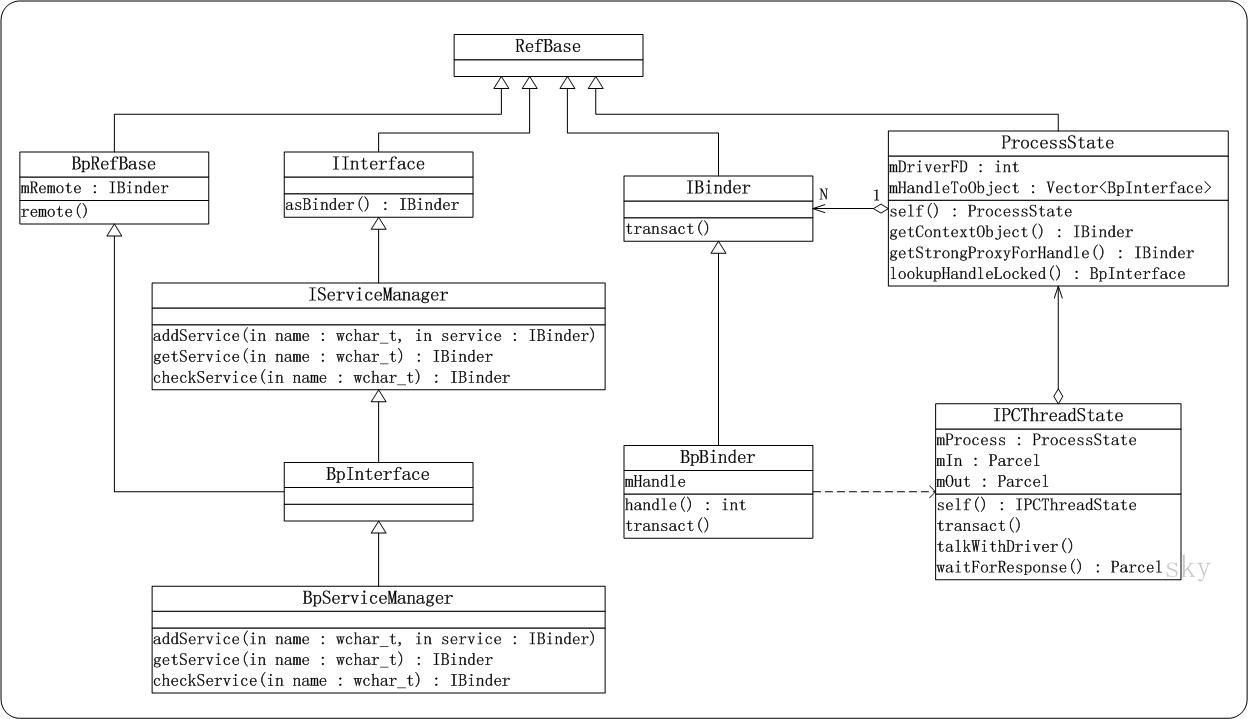 RefBase
BpRefBase
mRemote : IBinder
remote()
IInterface
asBinder() : IBinder
IBinder
transact()
N
1
ProcessState
mDriverFD : int
mHandleToObject : Vector<BpInterface>
self() : ProcessState
getContextObject() : IBinder
getStrongProxyForHandle() : IBinder
lookupHandleLocked() : BpInterface
IServiceManager
addService(in name : wchar_t, in service : IBinder)
getService(in name : wchar_t) : IBinder
checkService(in name : wchar_t) : IBinder
BpInterface
BpBinder
mHandle
handle() : int
transact()
IPCThreadState
mProcess : ProcessState
mIn : Parcel
mOut : Parcel
self() : IPCThreadState
transact()
talkWithDriver()
waitForResponse() : Parcel
sky
BpServiceManager
addService(in name : wchar_t, in service : IBinder)
getService(in name : wchar_t) : IBinder
checkService(in name : wchar_t) : IBinder